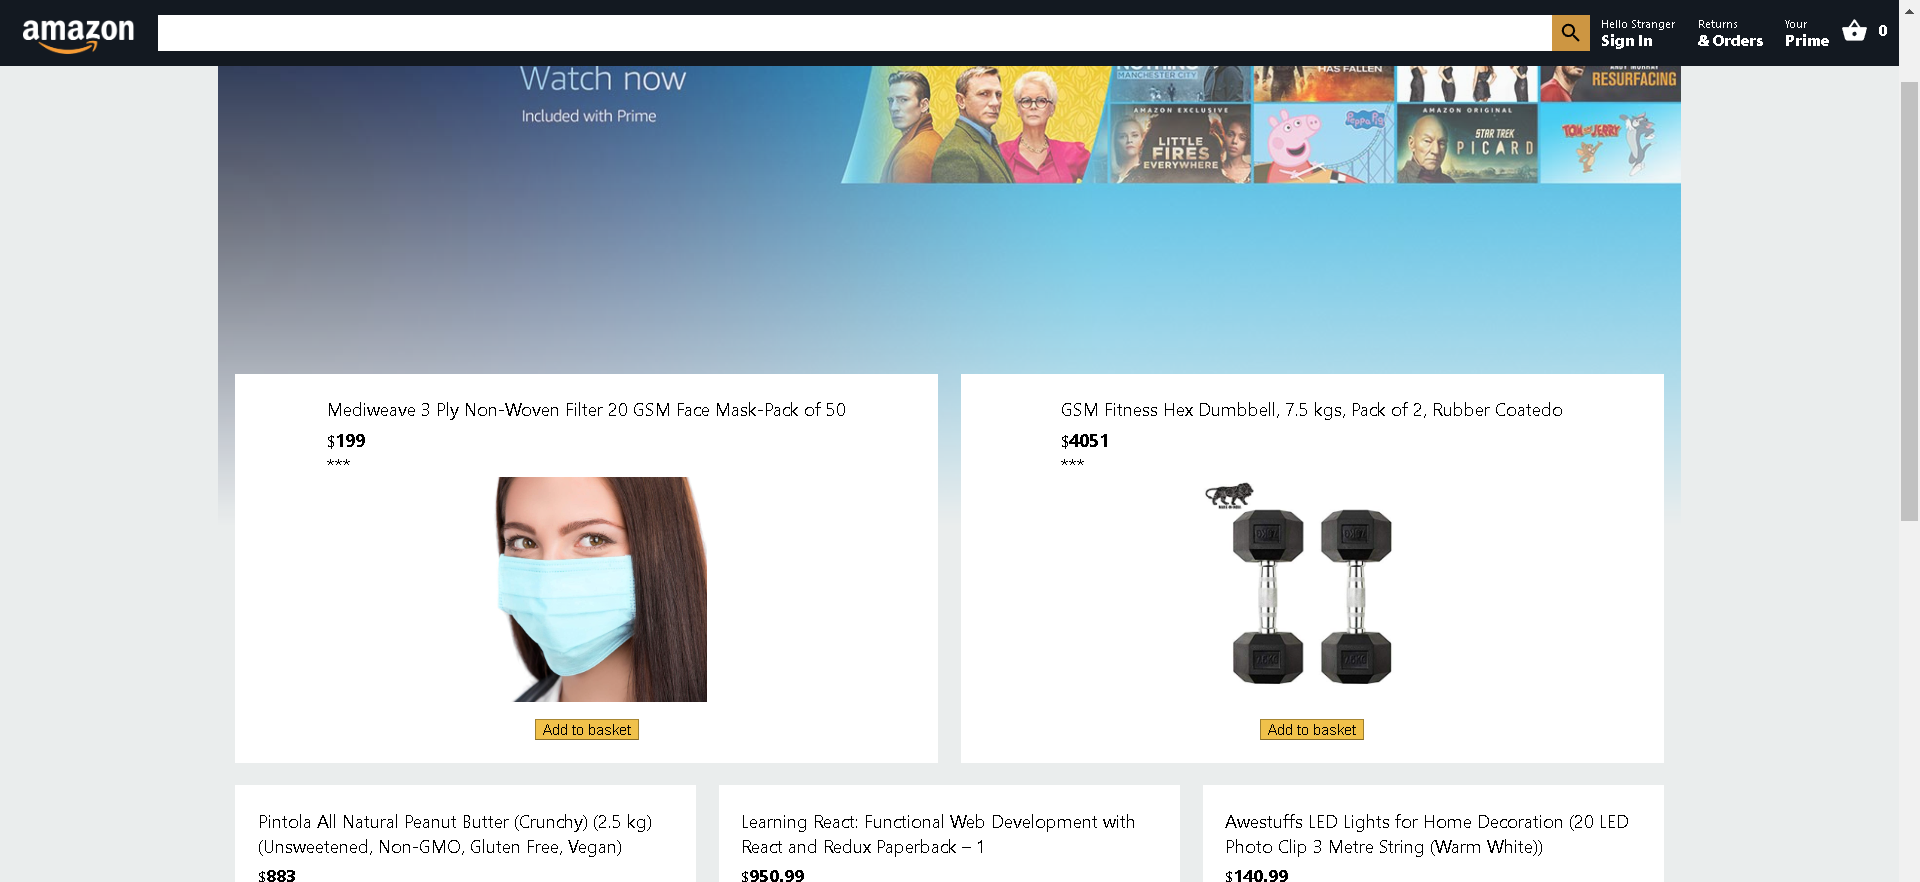 amazon
Hello Stranger
Sign In
Returns
& Orders
Your
Prime
0
Watch now
Included with Prime
MANCHESTER CITY
HAS FALLEN
RESURFACING
AMAZON EXCLUSIVE
LITTLE
FIRES
EVERYWHERE
Peppa Pig
AMAZON ORIGINAL
STAR TREK
PICARD
TOM and JERRY
Mediweave 3 Ply Non-Woven Filter 20 GSM Face Mask-Pack of 50
$199
***
Add to basket
GSM Fitness Hex Dumbbell, 7.5 kgs, Pack of 2, Rubber Coatedo
$4051
***
MAKE IN INDIA
Add to basket
Pintola All Natural Peanut Butter (Crunchy) (2.5 kg)
(Unsweetened, Non-GMO, Gluten Free, Vegan)
$883
Learning React: Functional Web Development with
React and Redux Paperback – 1
$950.99
Awestuffs LED Lights for Home Decoration (20 LED
Photo Clip 3 Metre String (Warm White))
$140.99